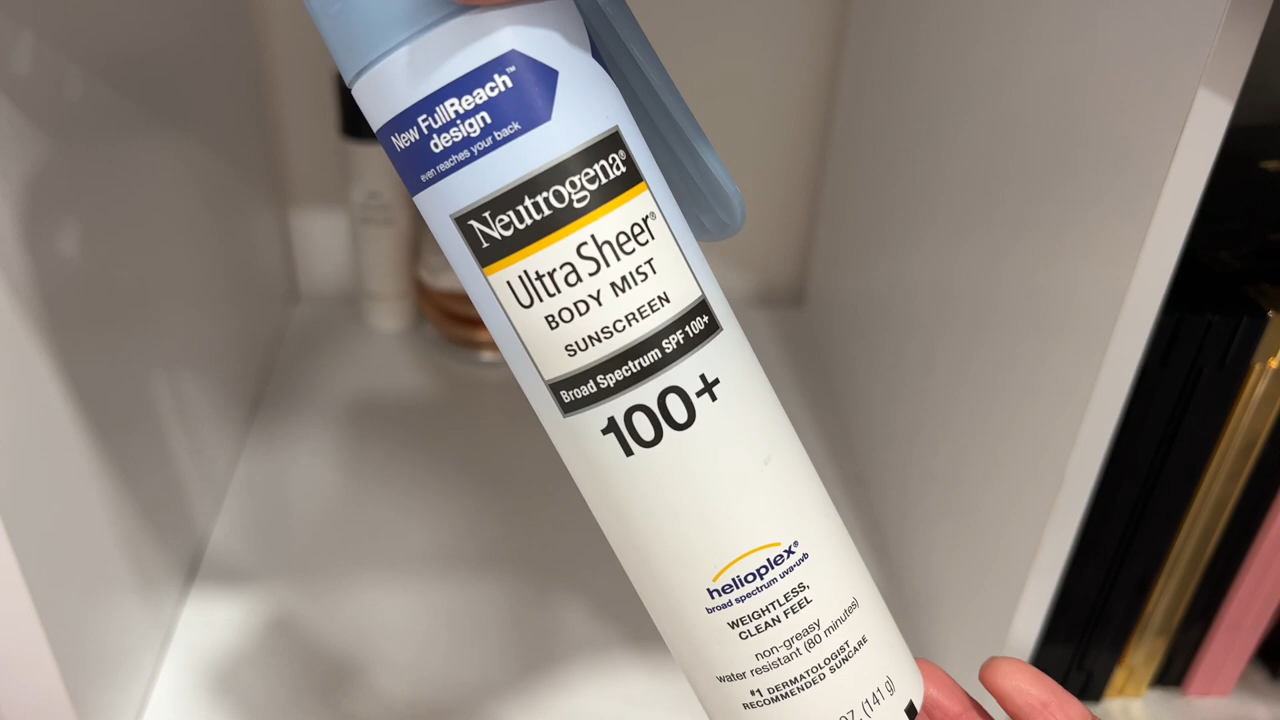 New FullReach™
design
even reaches your back
Neutrogena®
Ultra Sheer®
BODY MIST
SUNSCREEN
Broad Spectrum SPF 100+
100+
helioplex®
broad spectrum uva•uvb
WEIGHTLESS,
CLEAN FEEL
non-greasy
water resistant (80 minutes)
#1 DERMATOLOGIST
RECOMMENDED SUNCARE
OZ. (141 g)